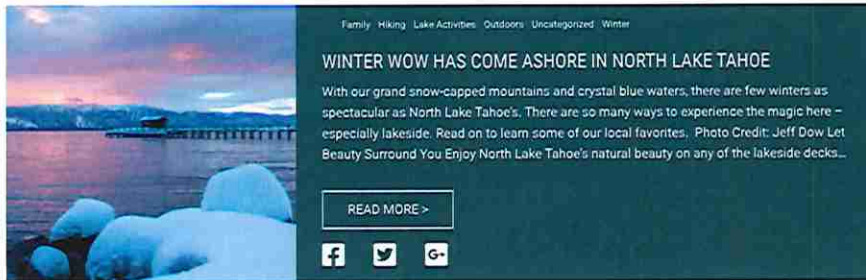 Family Hiking Lake Activities Outdoors Uncategorized Winter
WINTER WOW HAS COME ASHORE IN NORTH LAKE TAHOE
With our grand snow-capped mountains and crystal blue waters, there are few winters as
spectacular as North Lake Tahoe's. There are so many ways to experience the magic here –
especially lakeside. Read on to learn some of our local favorites. Photo Credit: Jeff Dow Let
Beauty Surround You Enjoy North Lake Tahoe's natural beauty on any of the lakeside decks...
READ MORE >
G+